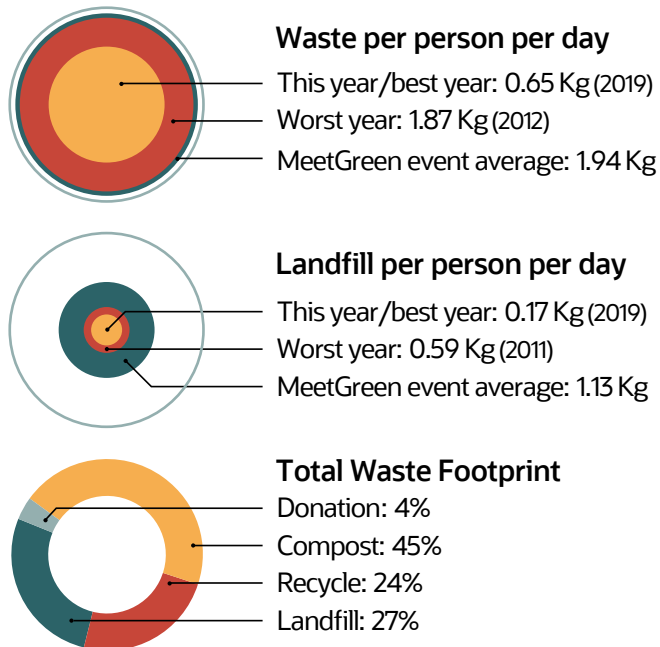 Waste per person per day
This year/best year: 0.65 Kg (2019)
Worst year: 1.87 Kg (2012)
MeetGreen event average: 1.94 Kg
Landfill per person per day
This year/best year: 0.17 Kg (2019)
Worst year: 0.59 Kg (2011)
MeetGreen event average: 1.13 Kg
Total Waste Footprint
Donation: 4%
Compost: 45%
Recycle: 24%
Landfill: 27%